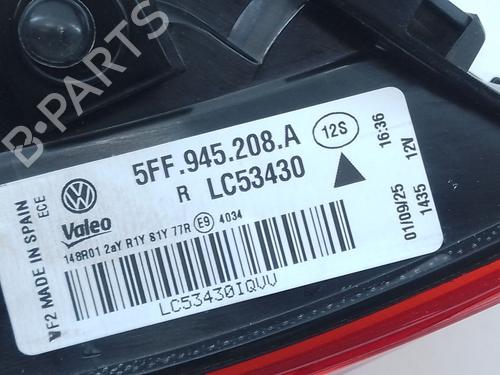 B-PARTS
5FF.945.208.A
R LC53430
12S
16:36
12V
01/09/25
1435
VW
Valeo
148R01 2aY R1Y S1Y 77R E9 4034
LC53430IQVV
VF2 MADE IN SPAIN
ECE